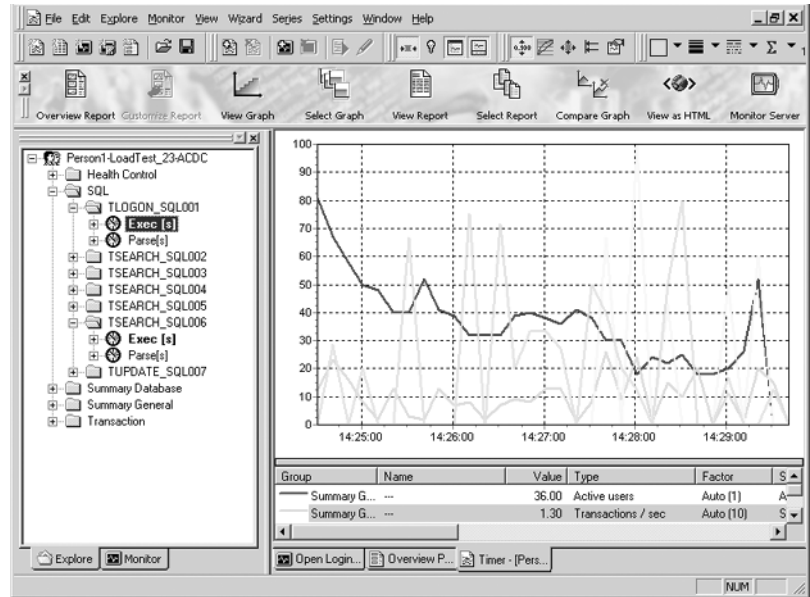 File Edit Explore Monitor View Wizard Series Settings Window Help
Overview Report Customize Report View Graph Select Graph View Report Select Report Compare Graph View as HTML Monitor Server
Person1-LoadTest_23-ACDC
Health Control
SQL
TLOGON_SQL001
Exec [s]
Parse[s]
TSEARCH_SQL002
TSEARCH_SQL003
TSEARCH_SQL004
TSEARCH_SQL005
TSEARCH_SQL006
Exec [s]
Parse[s]
TUPDATE_SQL007
Summary Database
Summary General
Transaction
Explore Monitor
100
90
80
70
60
50
40
30
20
10
0
14:25:00 14:26:00 14:27:00 14:28:00 14:29:00
Group Name Value Type Factor S
Summary G... --- 36.00 Active users Auto (1) A
Summary G... --- 1.30 Transactions / sec Auto (10) S
Open Login... Overview P... Timer - [Pers...
NUM